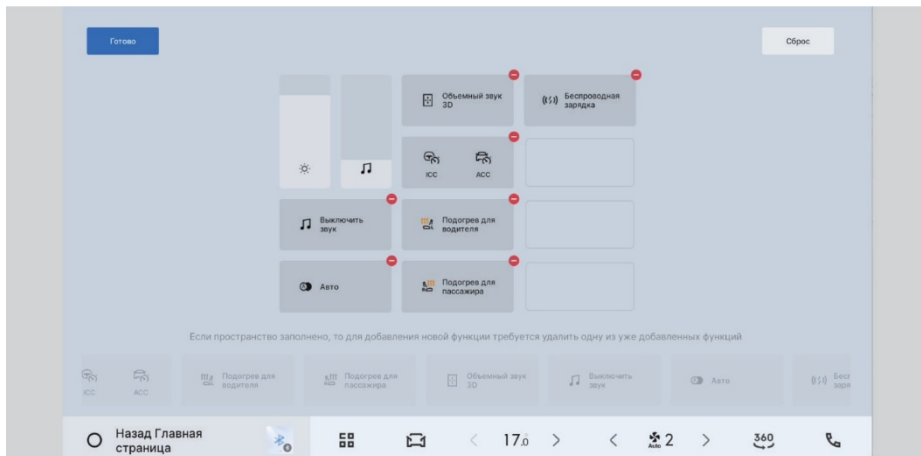 Готово
Сброс
Объемный звук
3D
Беспроводная
зарядка
ICC
ACC
Выключить
звук
Подогрев для
водителя
Авто
Подогрев для
пассажира
Если пространство заполнено, то для добавления новой функции требуется удалить одну из уже добавленных функций
ICC
ACC
Подогрев для
водителя
Подогрев для
пассажира
Объемный звук
3D
Выключить
звук
Авто
Бесп
заря
Назад Главная
страница
17.0
Auto
2
360